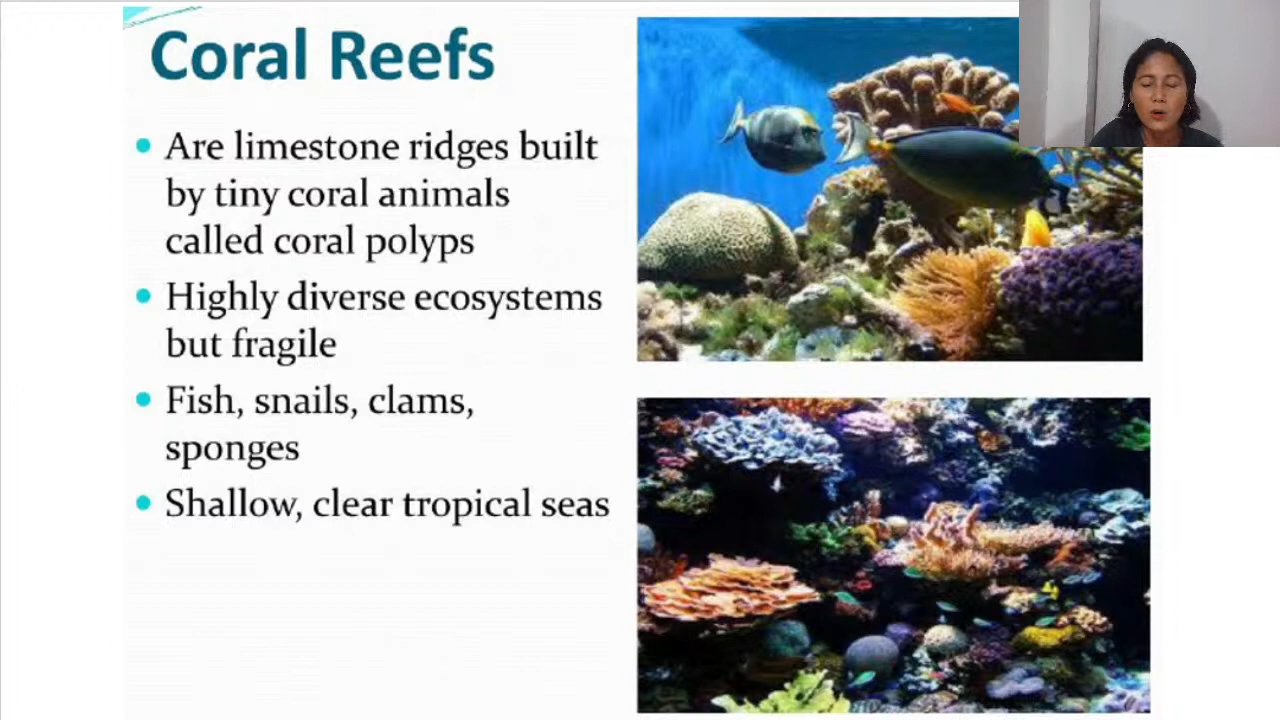 Coral Reefs
• Are limestone ridges built
by tiny coral animals
called coral polyps
• Highly diverse ecosystems
but fragile
• Fish, snails, clams,
sponges
• Shallow, clear tropical seas